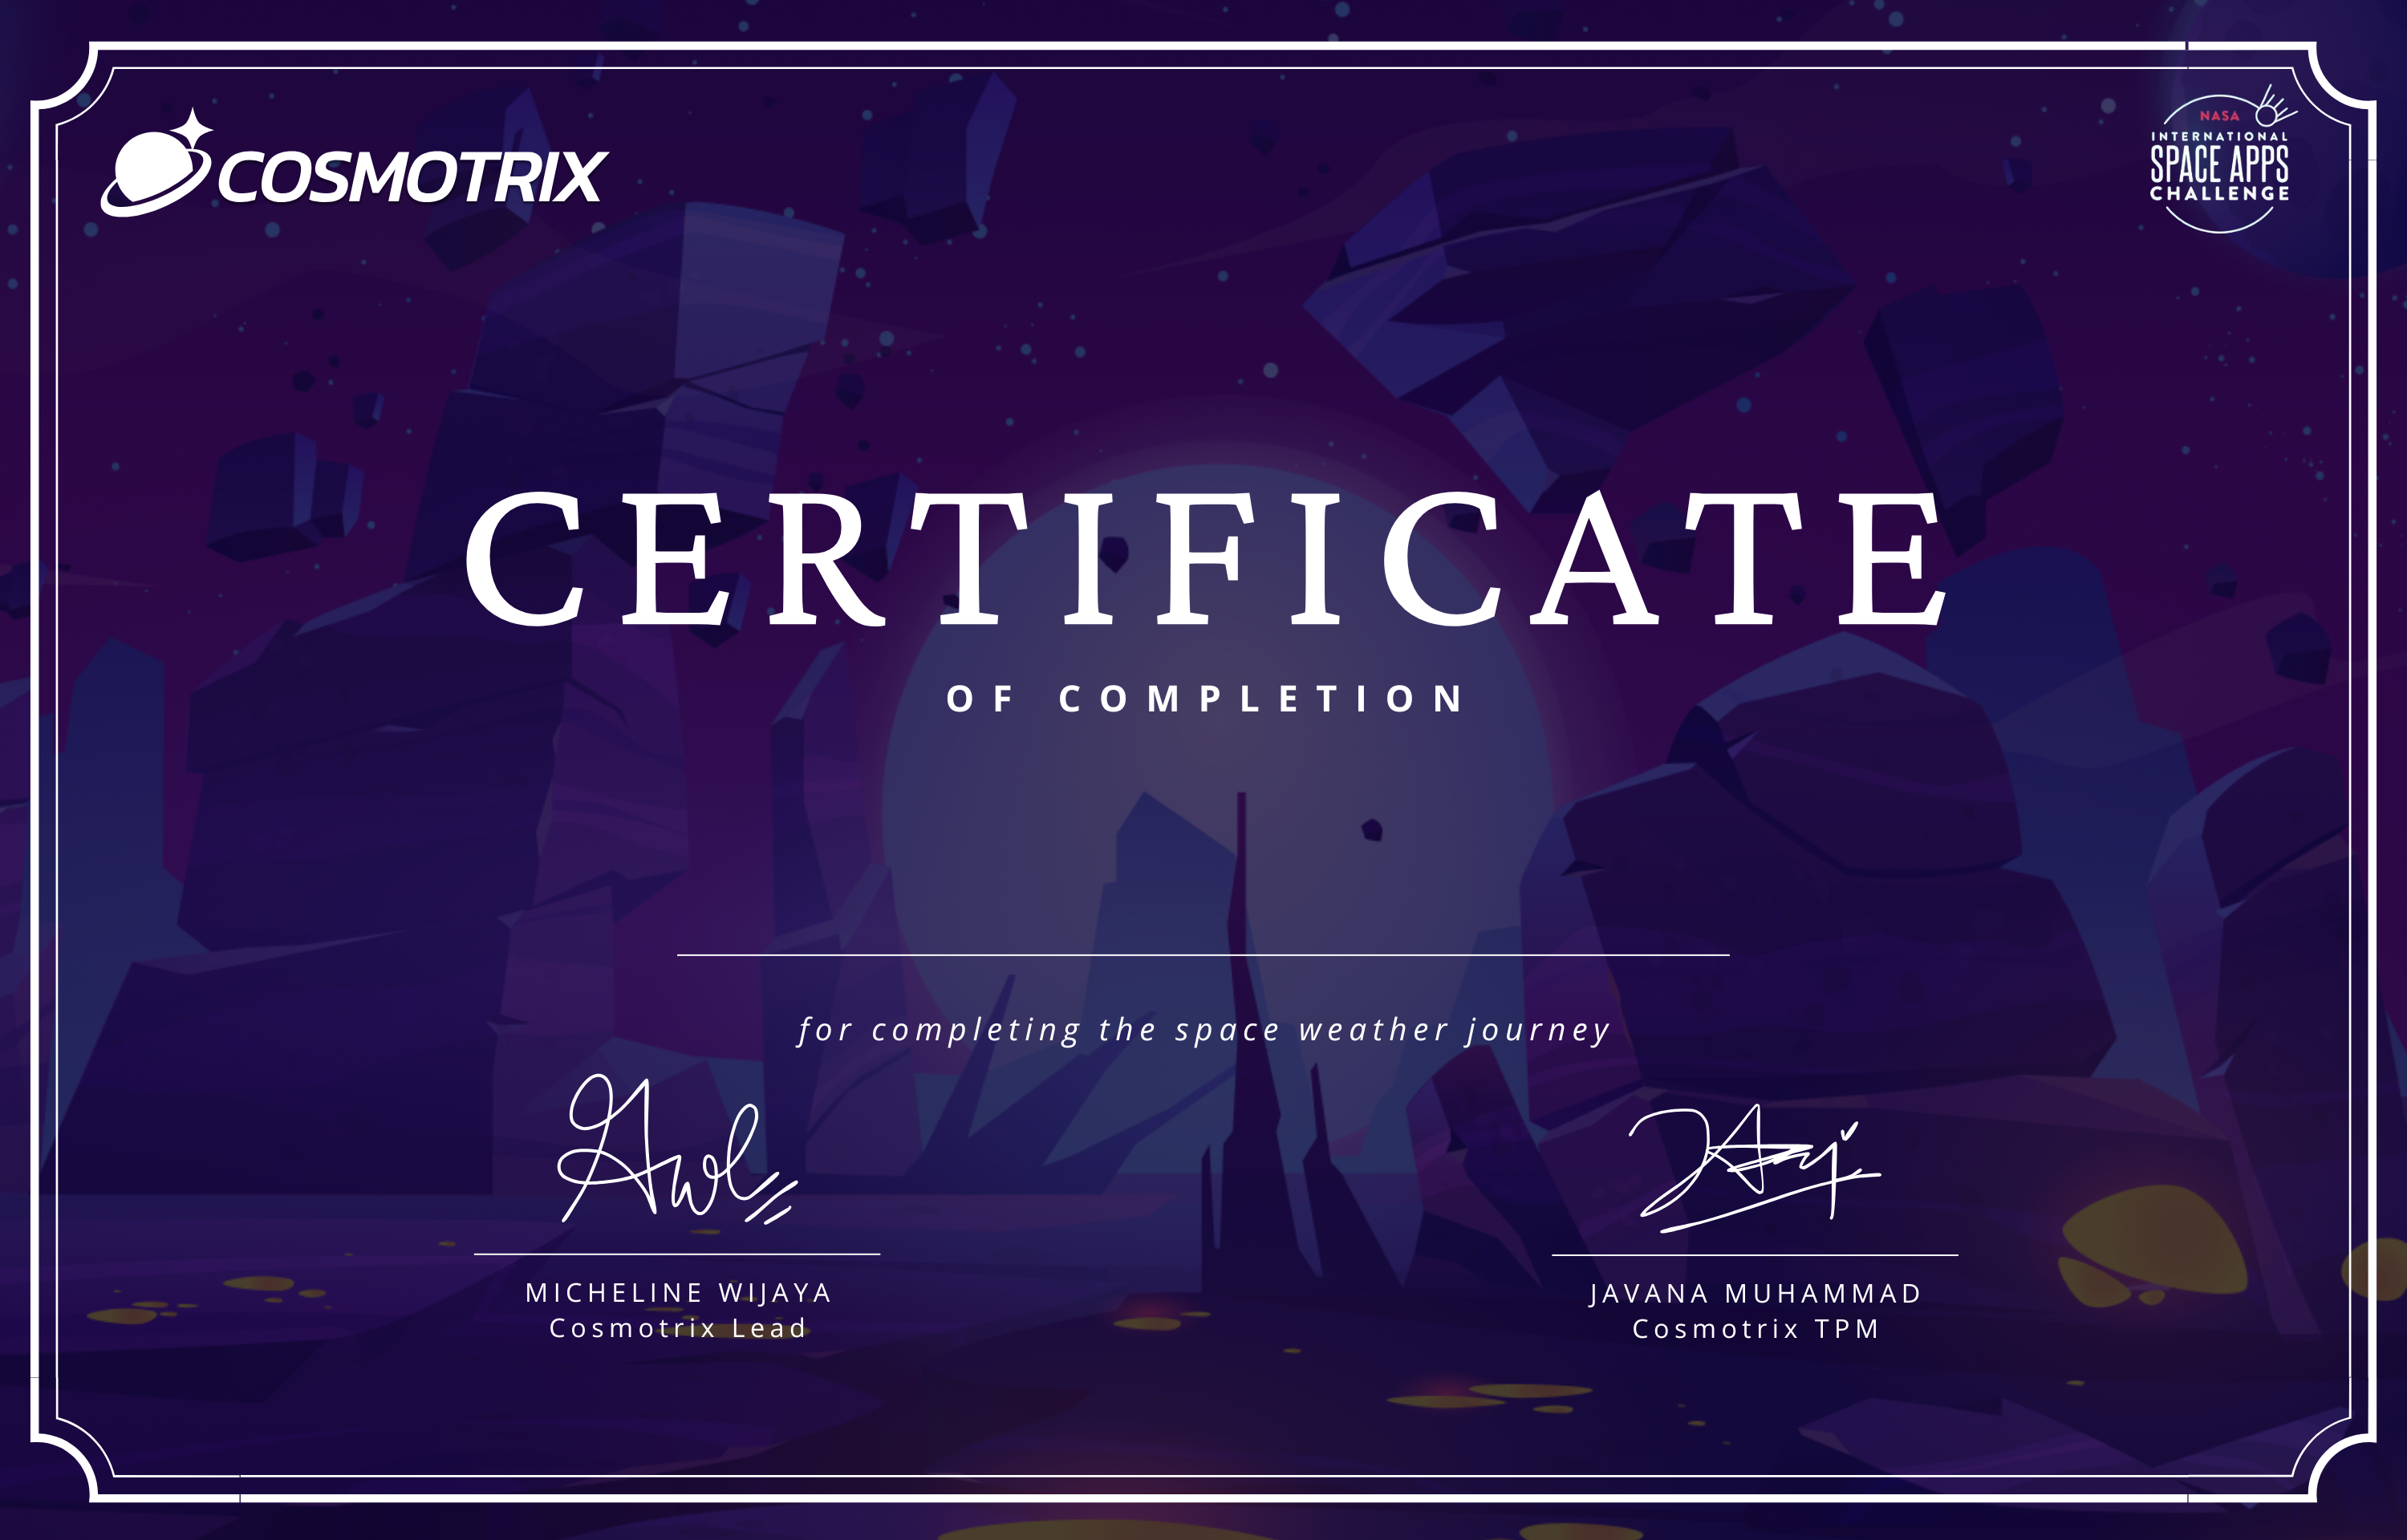 COSMOTRIX
NASA
INTERNATIONAL
SPACE APPS
CHALLENGE
CERTIFICATE
OF COMPLETION
for completing the space weather journey
MICHELINE WIJAYA
Cosmotrix Lead
JAVANA MUHAMMAD
Cosmotrix TPM